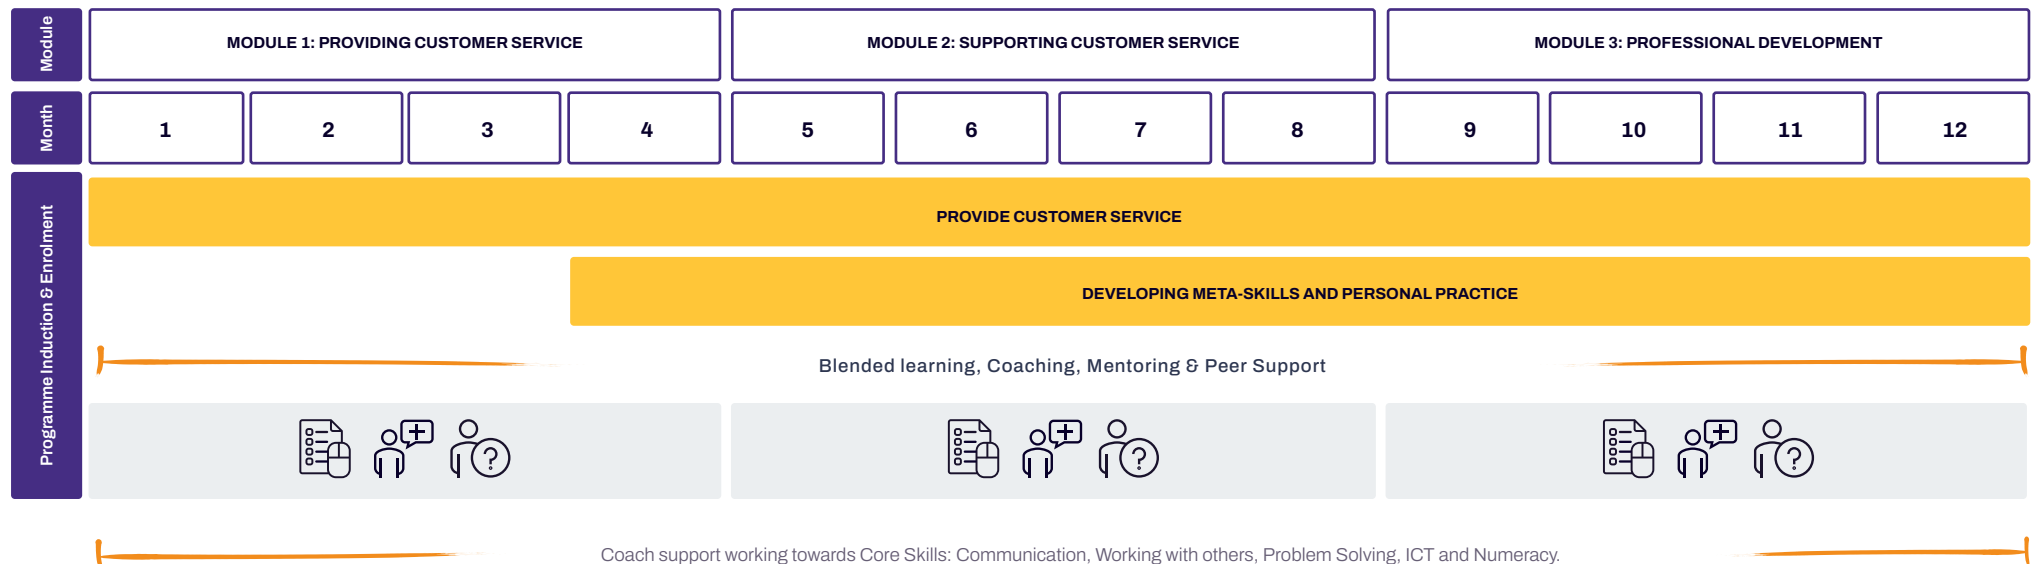 Module
MODULE 1: PROVIDING CUSTOMER SERVICE
MODULE 2: SUPPORTING CUSTOMER SERVICE
MODULE 3: PROFESSIONAL DEVELOPMENT
Month
1
2
3
4
5
6
7
8
9
10
11
12
Programme Induction & Enrolment
PROVIDE CUSTOMER SERVICE
DEVELOPING META-SKILLS AND PERSONAL PRACTICE
Blended learning, Coaching, Mentoring & Peer Support
?
?
?
Coach support working towards Core Skills: Communication, Working with others, Problem Solving, ICT and Numeracy.